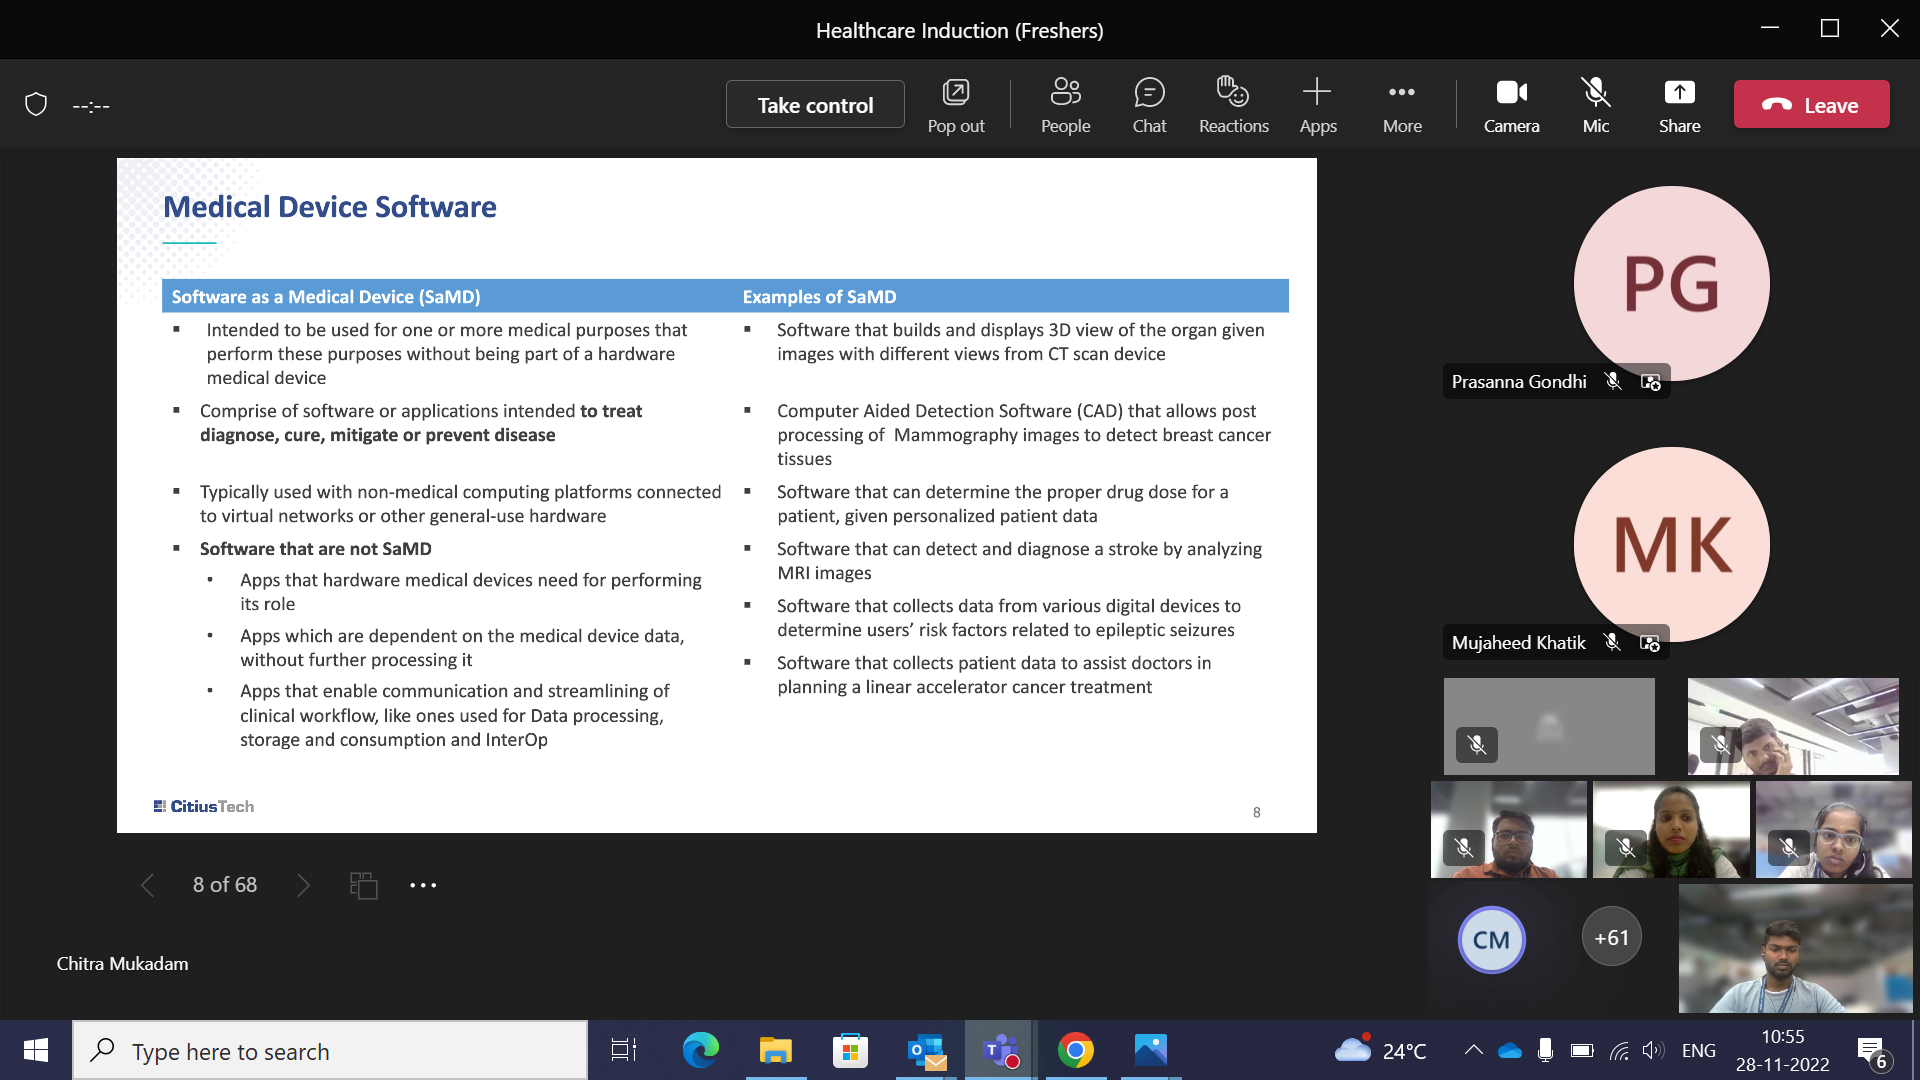 Healthcare Induction (Freshers)
--:--
Take control
Pop out
People
Chat
Reactions
Apps
More
Camera
Mic
Share
Leave
Medical Device Software
Software as a Medical Device (SaMD)
Examples of SaMD
▪ Intended to be used for one or more medical purposes that
perform these purposes without being part of a hardware
medical device
▪ Comprise of software or applications intended to treat
diagnose, cure, mitigate or prevent disease
▪ Typically used with non-medical computing platforms connected
to virtual networks or other general-use hardware
▪ Software that are not SaMD
• Apps that hardware medical devices need for performing
its role
• Apps which are dependent on the medical device data,
without further processing it
• Apps that enable communication and streamlining of
clinical workflow, like ones used for Data processing,
storage and consumption and InterOp
▪ Software that builds and displays 3D view of the organ given
images with different views from CT scan device
▪ Computer Aided Detection Software (CAD) that allows post
processing of Mammography images to detect breast cancer
tissues
▪ Software that can determine the proper drug dose for a
patient, given personalized patient data
▪ Software that can detect and diagnose a stroke by analyzing
MRI images
▪ Software that collects data from various digital devices to
determine users’ risk factors related to epileptic seizures
▪ Software that collects patient data to assist doctors in
planning a linear accelerator cancer treatment
CitiusTech
8
8 of 68
Chitra Mukadam
PG
Prasanna Gondhi
MK
Mujaheed Khatik
CM
+61
Type here to search
24°C
ENG
10:55
28-11-2022
6